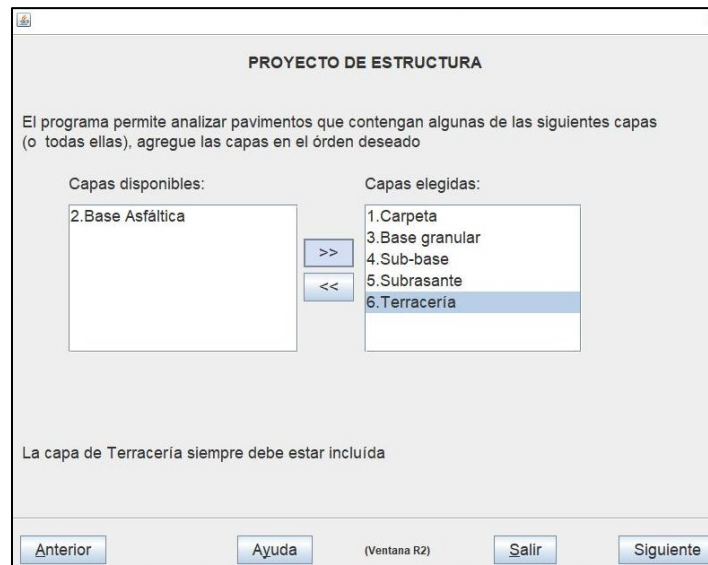 PROYECTO DE ESTRUCTURA
El programa permite analizar pavimentos que contengan algunas de las siguientes capas
(o todas ellas), agregue las capas en el órden deseado
Capas disponibles:
2.Base Asfáltica
>>
<<
Capas elegidas:
1.Carpeta
3.Base granular
4.Sub-base
5.Subrasante
6.Terracería
La capa de Terracería siempre debe estar incluída
Anterior
Ayuda
(Ventana R2)
Salir
Siguiente